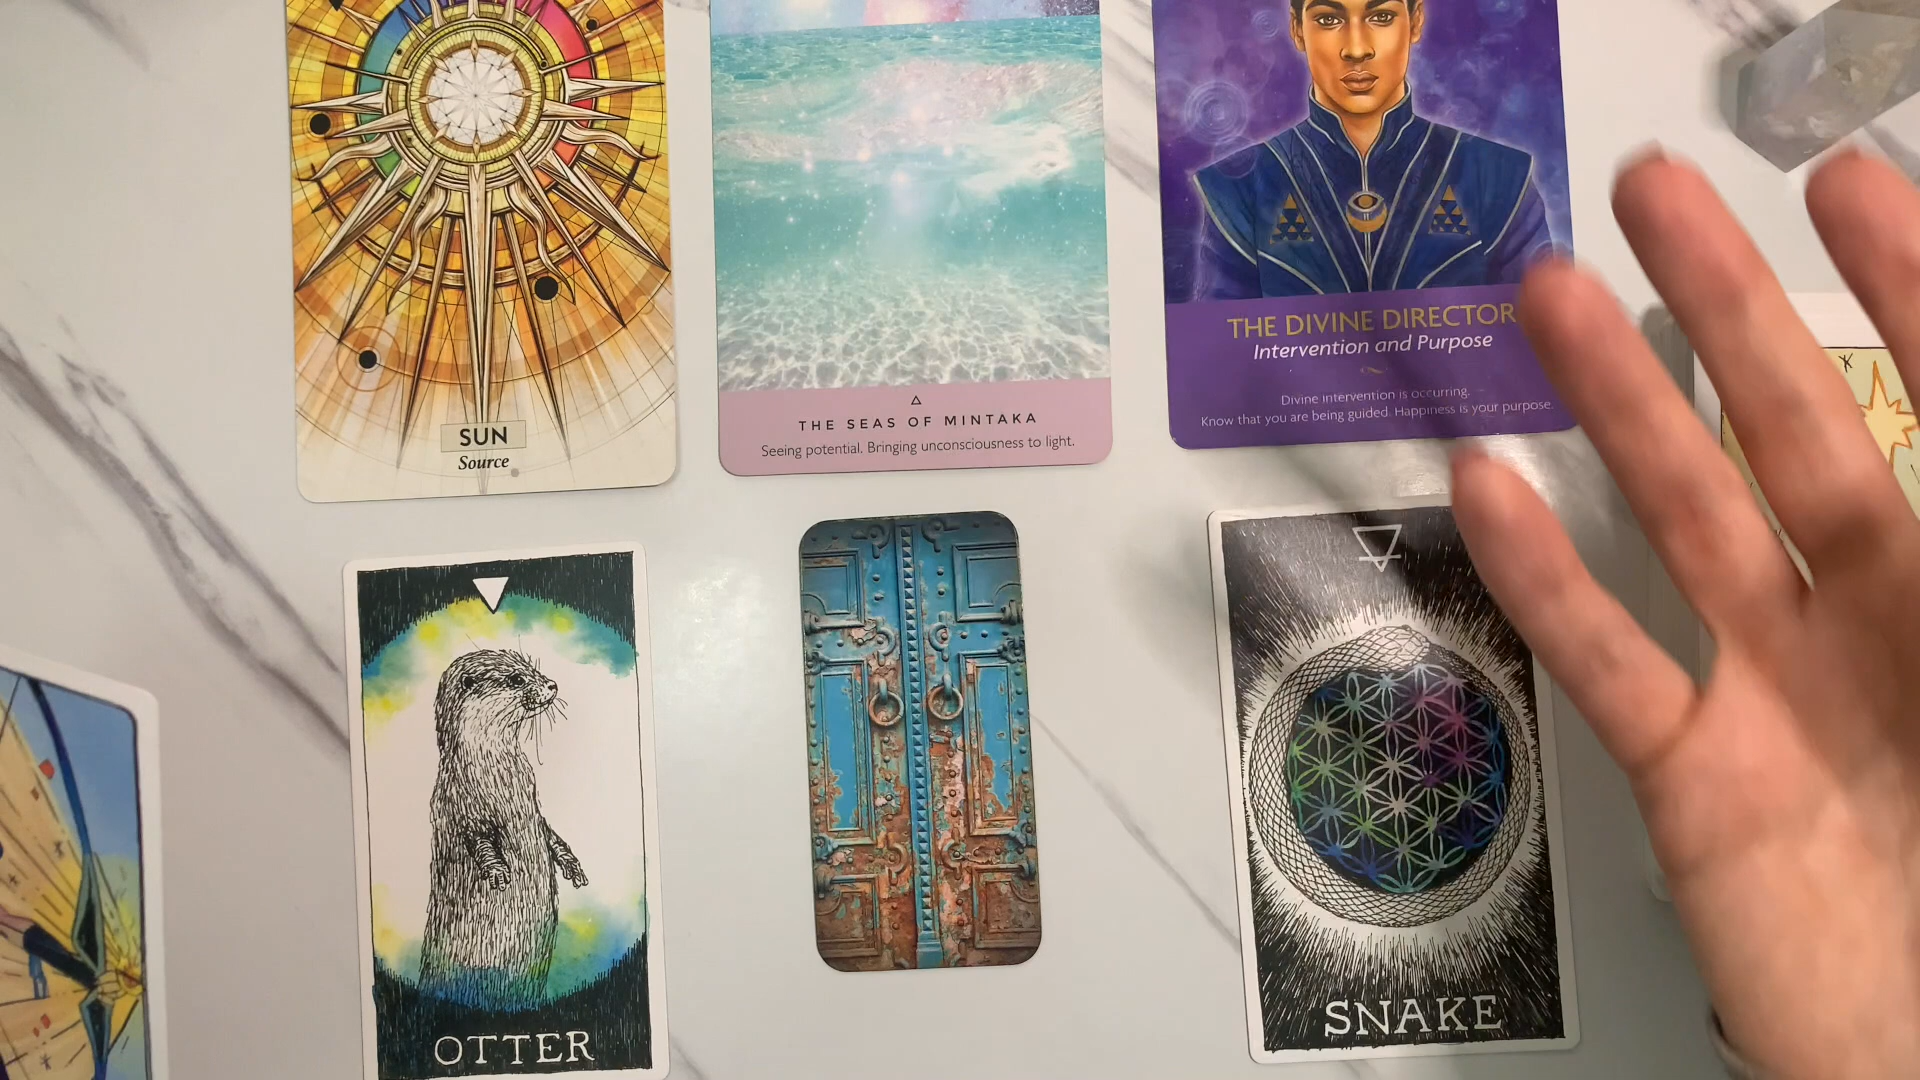 SUN
Source
THE SEAS OF MINTAKA
Seeing potential. Bringing unconsciousness to light.
THE DIVINE DIRECTOR
Intervention and Purpose
Divine intervention is occurring.
Know that you are being guided. Happiness is your purpose.
OTTER
SNAKE